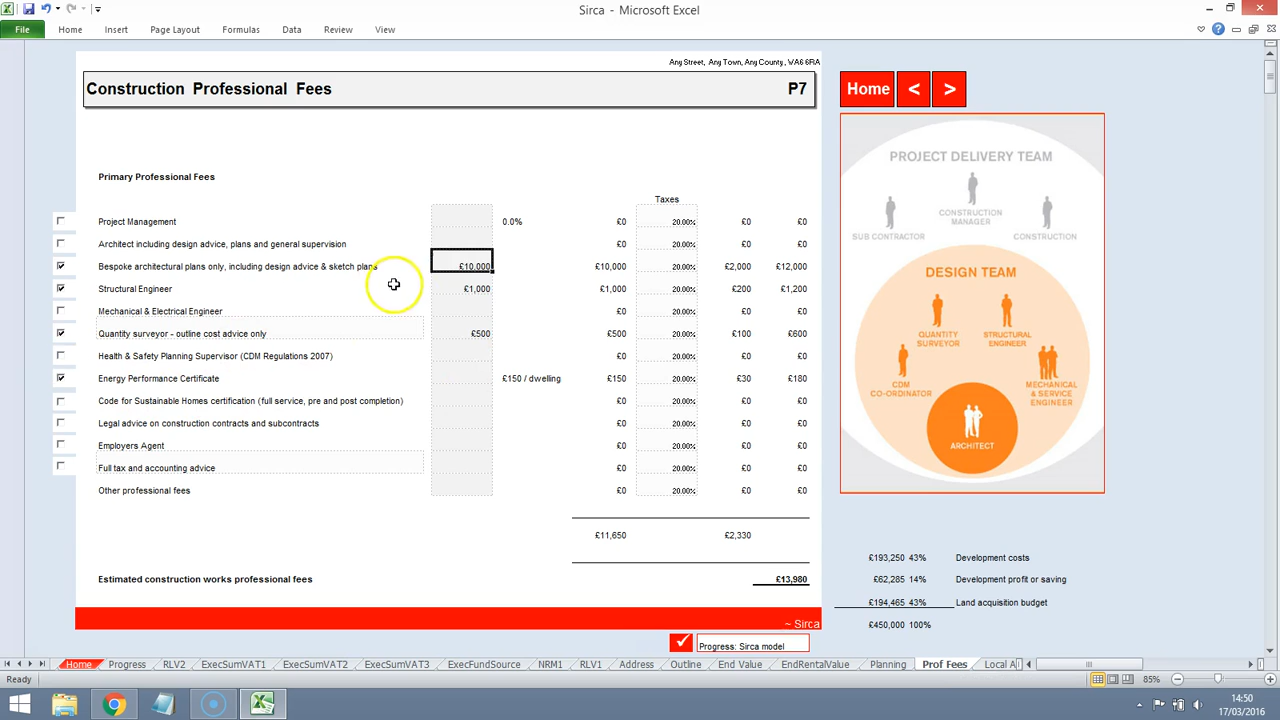 Sirca - Microsoft Excel
File Home Insert Page Layout Formulas Data Review View
Any Street, Any Town, Any County, WA6 6RA
Construction Professional Fees P7
Home < >
PROJECT DELIVERY TEAM
CONSTRUCTION MANAGER
SUB CONTRACTOR
CONSTRUCTION
DESIGN TEAM
QUANTITY SURVEYOR
STRUCTURAL ENGINEER
CDM CO-ORDINATOR
MECHANICAL & SERVICE ENGINEER
ARCHITECT
Primary Professional Fees
Taxes
Project Management 0.0% £0 20.00% £0 £0
Architect including design advice, plans and general supervision £0 20.00% £0 £0
Bespoke architectural plans only, including design advice & sketch plans £10,000 £10,000 20.00% £2,000 £12,000
Structural Engineer £1,000 £1,000 20.00% £200 £1,200
Mechanical & Electrical Engineer £0 20.00% £0 £0
Quantity surveyor - outline cost advice only £500 £500 20.00% £100 £600
Health & Safety Planning Supervisor (CDM Regulations 2007) £0 20.00% £0 £0
Energy Performance Certificate £150 / dwelling £150 20.00% £30 £180
Code for Sustainable Homes certification (full service, pre and post completion) £0 20.00% £0 £0
Legal advice on construction contracts and subcontracts £0 20.00% £0 £0
Employers Agent £0 20.00% £0 £0
Full tax and accounting advice £0 20.00% £0 £0
Other professional fees £0 20.00% £0 £0
£11,650 £2,330
Estimated construction works professional fees £13,980
£193,250 43% Development costs
£62,285 14% Development profit or saving
£194,465 43% Land acquisition budget
£450,000 100%
~ Sirca
Progress: Sirca model
Home Progress RLV2 ExecSumVAT1 ExecSumVAT2 ExecSumVAT3 ExecFundSource NRM1 RLV1 Address Outline End Value EndRentalValue Planning Prof Fees Local A
Ready 85%
14:50
17/03/2016